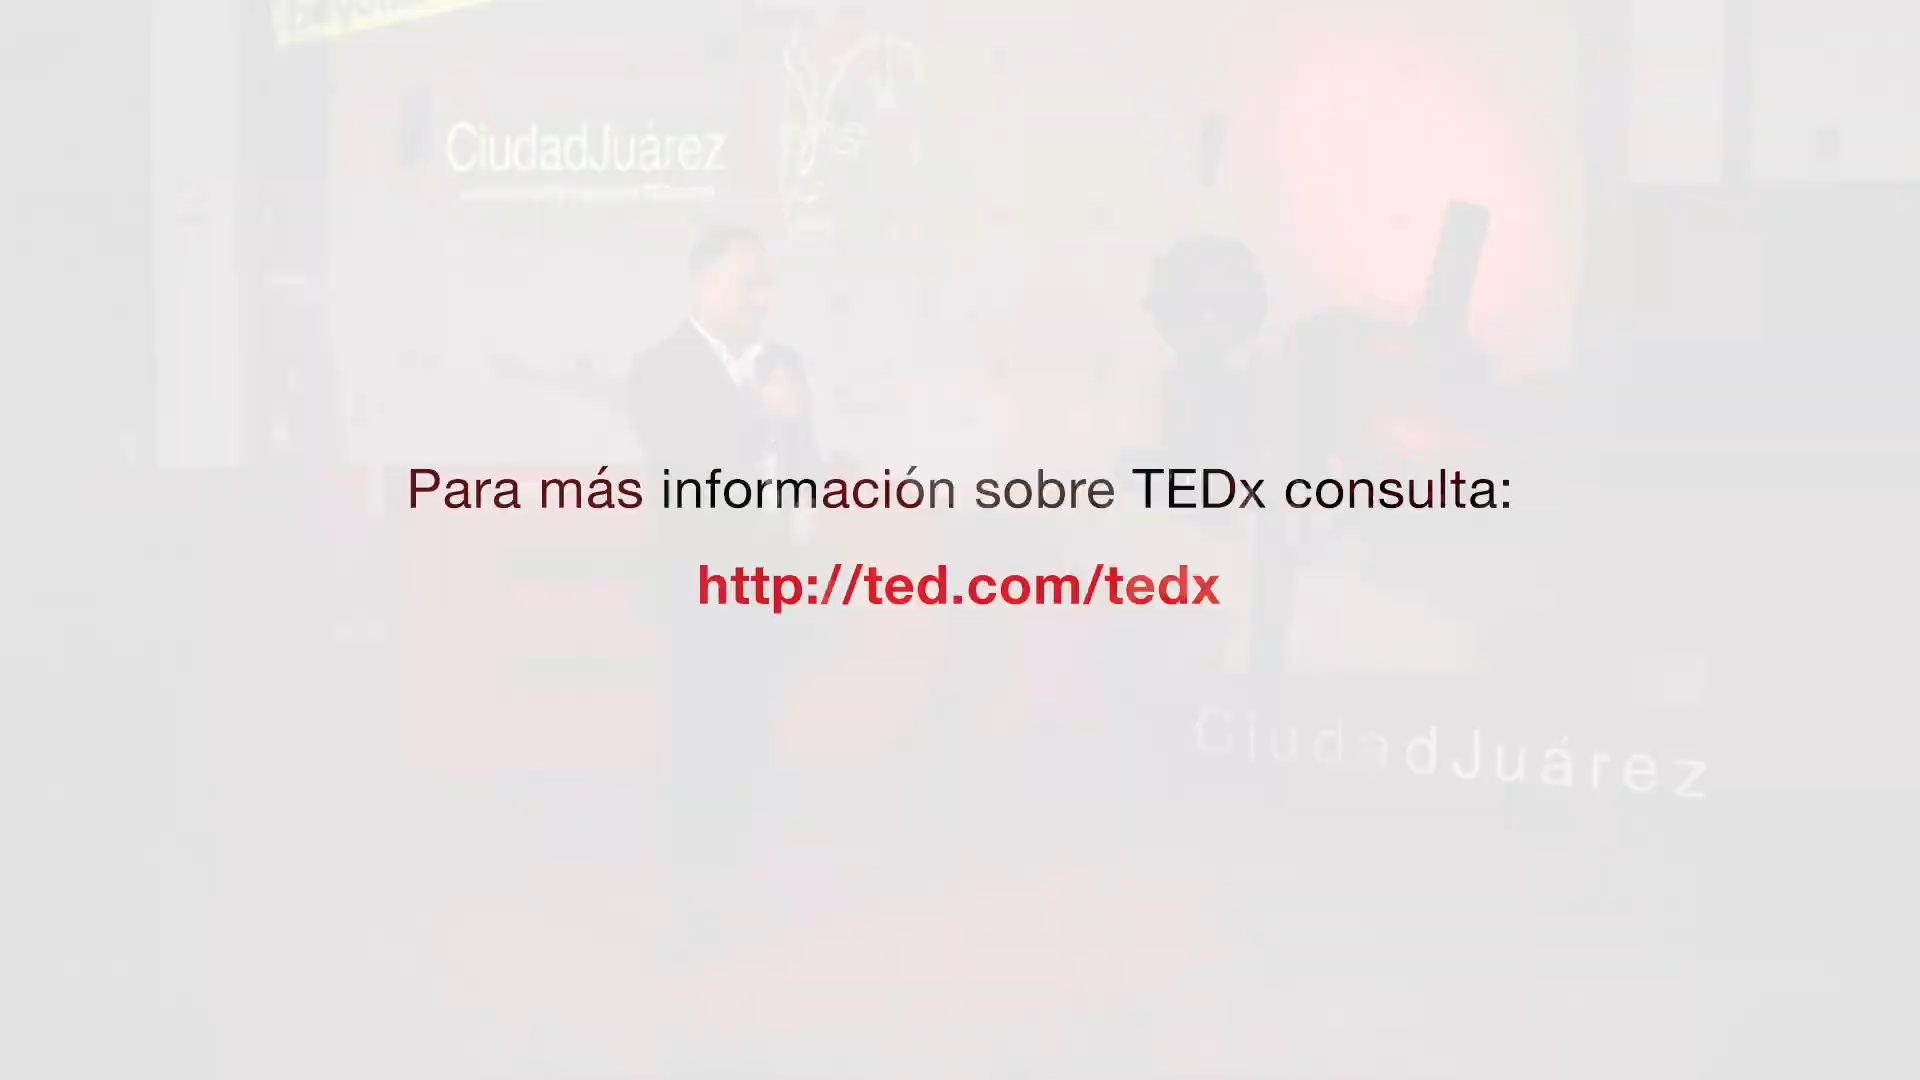 CiudadJuárez
Para más información sobre TEDx consulta:
http://ted.com/tedx
CiudadJuárez